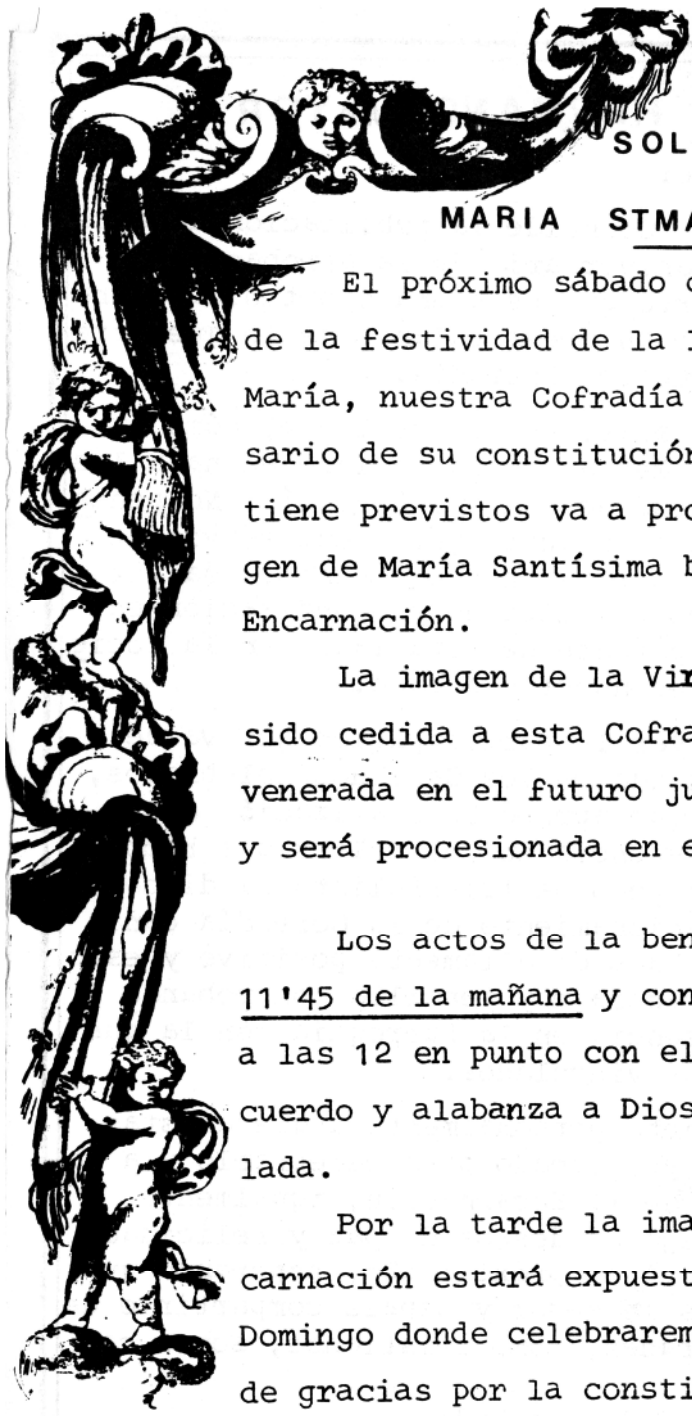 SOL
MARIA STMA
El próximo sábado
de la festividad de la
María, nuestra Cofradía
sario de su constitución
tiene previstos va a pro
gen de María Santísima
Encarnación.
La imagen de la Vir
sido cedida a esta Cofra
venerada en el futuro ju
y será procesionada en e
Los actos de la ben
11'45 de la mañana y con
a las 12 en punto con el
cuerdo y alabanza a Dios
lada.
Por la tarde la ima
carnación estará expuest
Domingo donde celebrarem
de gracias por la consti